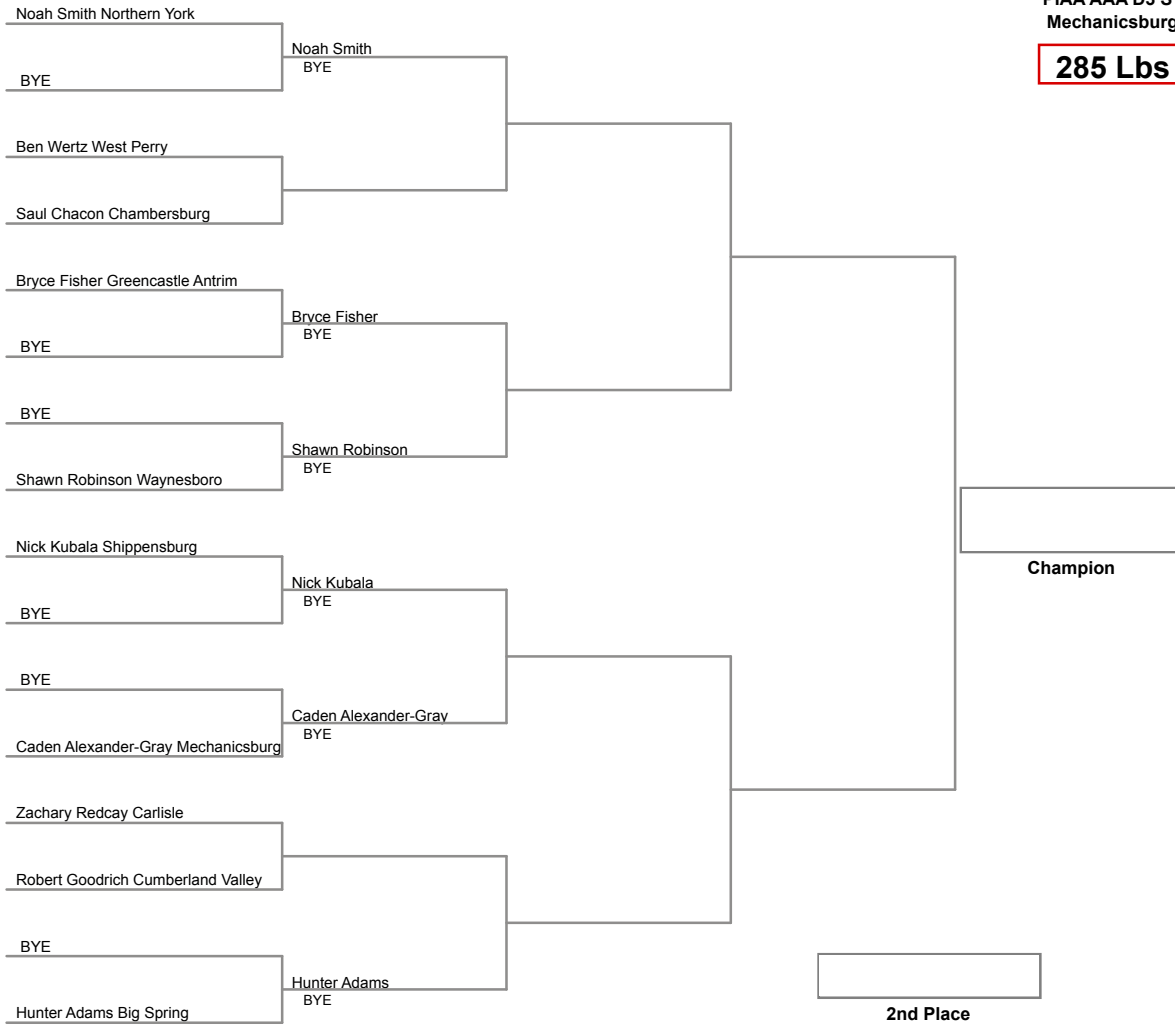 Noah Smith Northern York
Noah Smith
BYE
BYE
Ben Wertz West Perry
Saul Chacon Chambersburg
Bryce Fisher Greencastle Antrim
Bryce Fisher
BYE
BYE
BYE
Shawn Robinson
BYE
Shawn Robinson Waynesboro
Nick Kubala Shippensburg
Nick Kubala
BYE
BYE
BYE
Caden Alexander-Gray
BYE
Caden Alexander-Gray Mechanicsburg
Zachary Redcay Carlisle
Robert Goodrich Cumberland Valley
BYE
Hunter Adams
BYE
Hunter Adams Big Spring
PIAA AAA D3 S
Mechanicsburg
285 Lbs
Champion
2nd Place